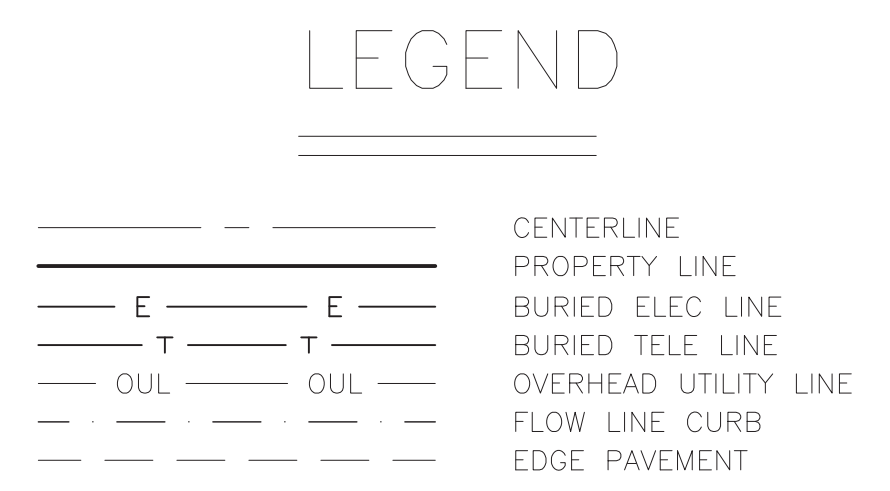 LEGEND
CENTERLINE
PROPERTY LINE
E E BURIED ELEC LINE
T T BURIED TELE LINE
OUL OUL OVERHEAD UTILITY LINE
FLOW LINE CURB
EDGE PAVEMENT